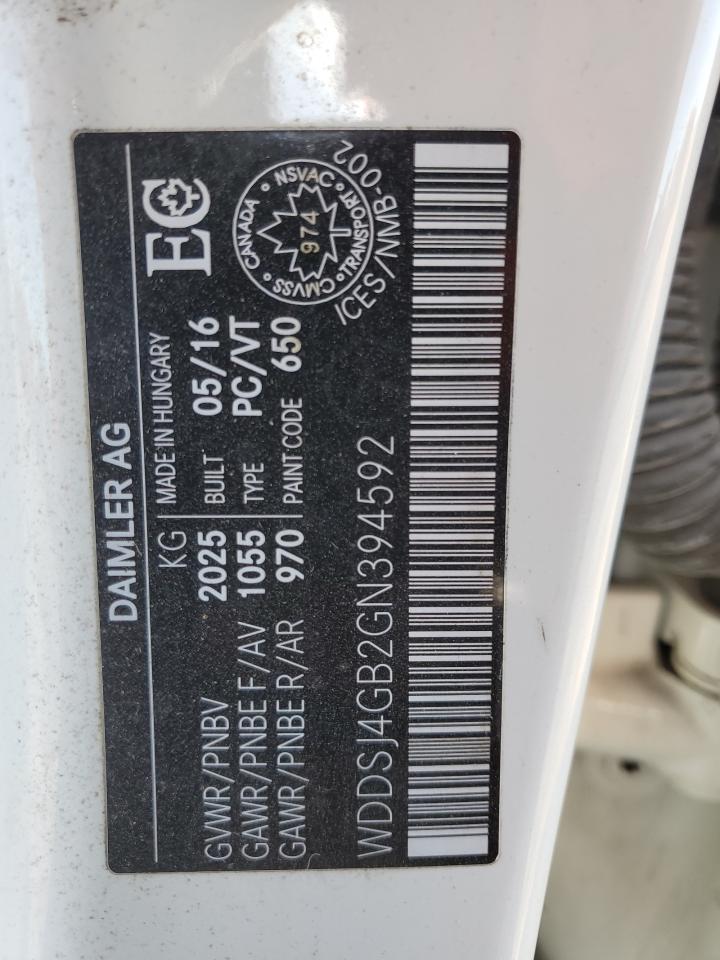 DAIMLER AG
KG MADE IN HUNGARY
EC
GVWR/PNBV 2025 BUILT 05/16
GAWR/PNBE F/AV 1055 TYPE PC/VT
GAWR/PNBE R/AR 970 PAINT CODE 650
CANADA NSVAC TRANSPORT CMVSS
974
ICES/NMB-002
WDDSJ4GB2GN394592